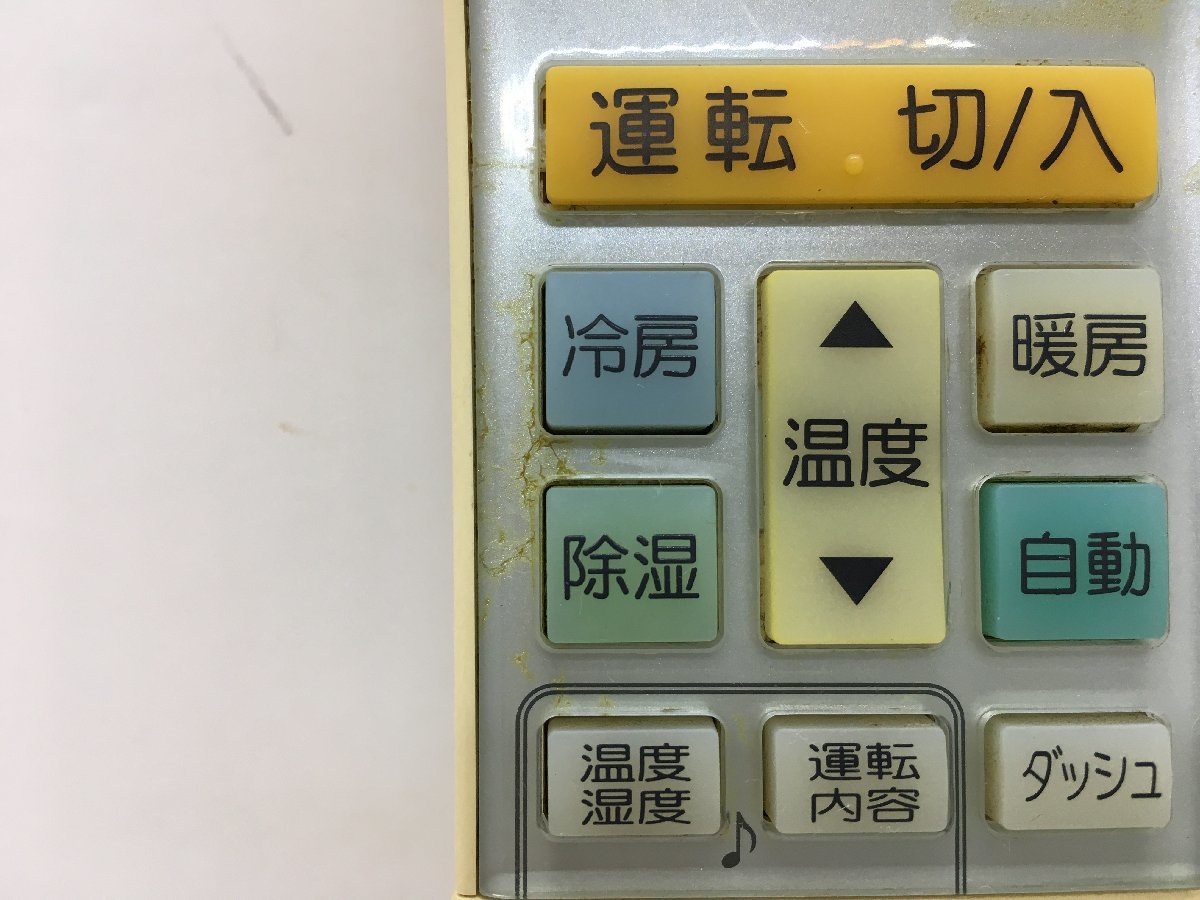 運転 切/入
冷房
▲
温度
▼
暖房
除湿
自動
温度
湿度
運転
内容
ダッシュ